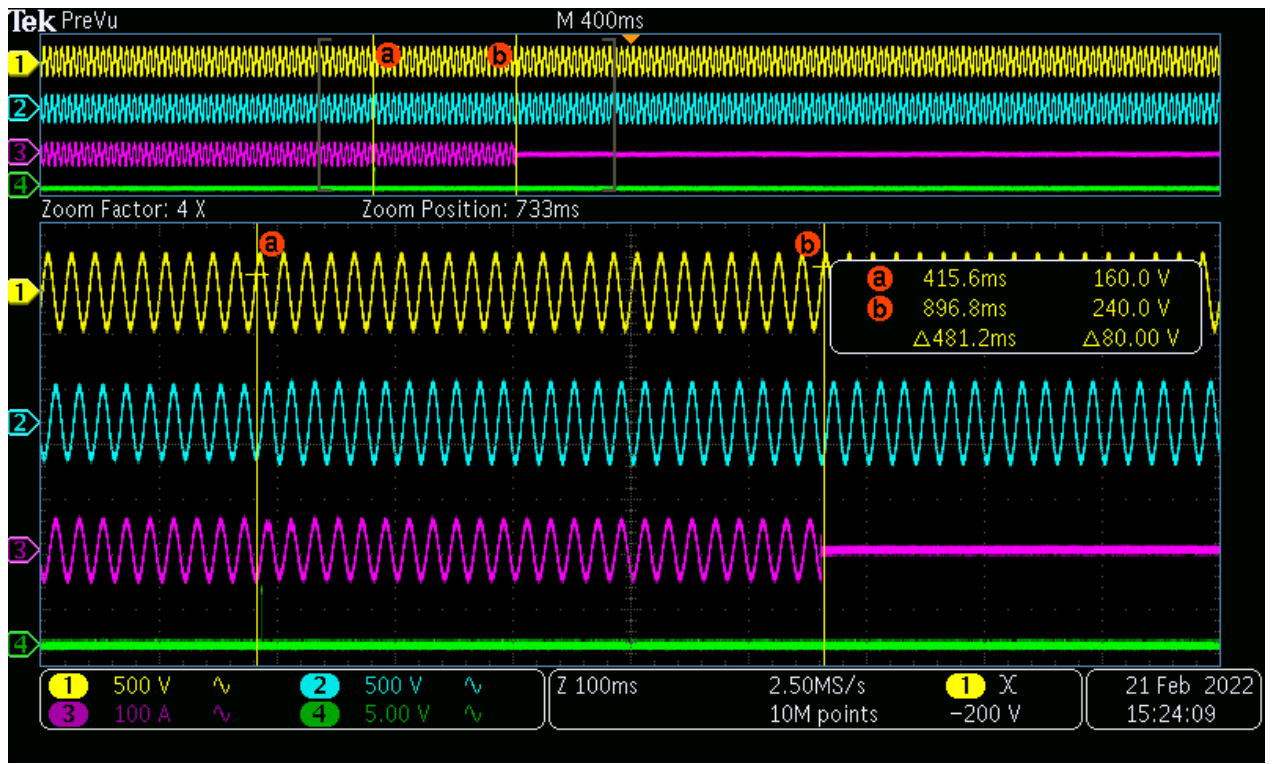 Tek PreVu M 400ms
a b
1
2
3
4
Zoom Factor: 4 X Zoom Position: 733ms
a b
1
a 415.6ms 160.0 V
b 896.8ms 240.0 V
△481.2ms △80.00 V
2
3
4
1 500 V 2 500 V Z 100ms 2.50MS/s 1 21 Feb 2022
3 100 A 4 5.00 V 10M points −200 V 15:24:09